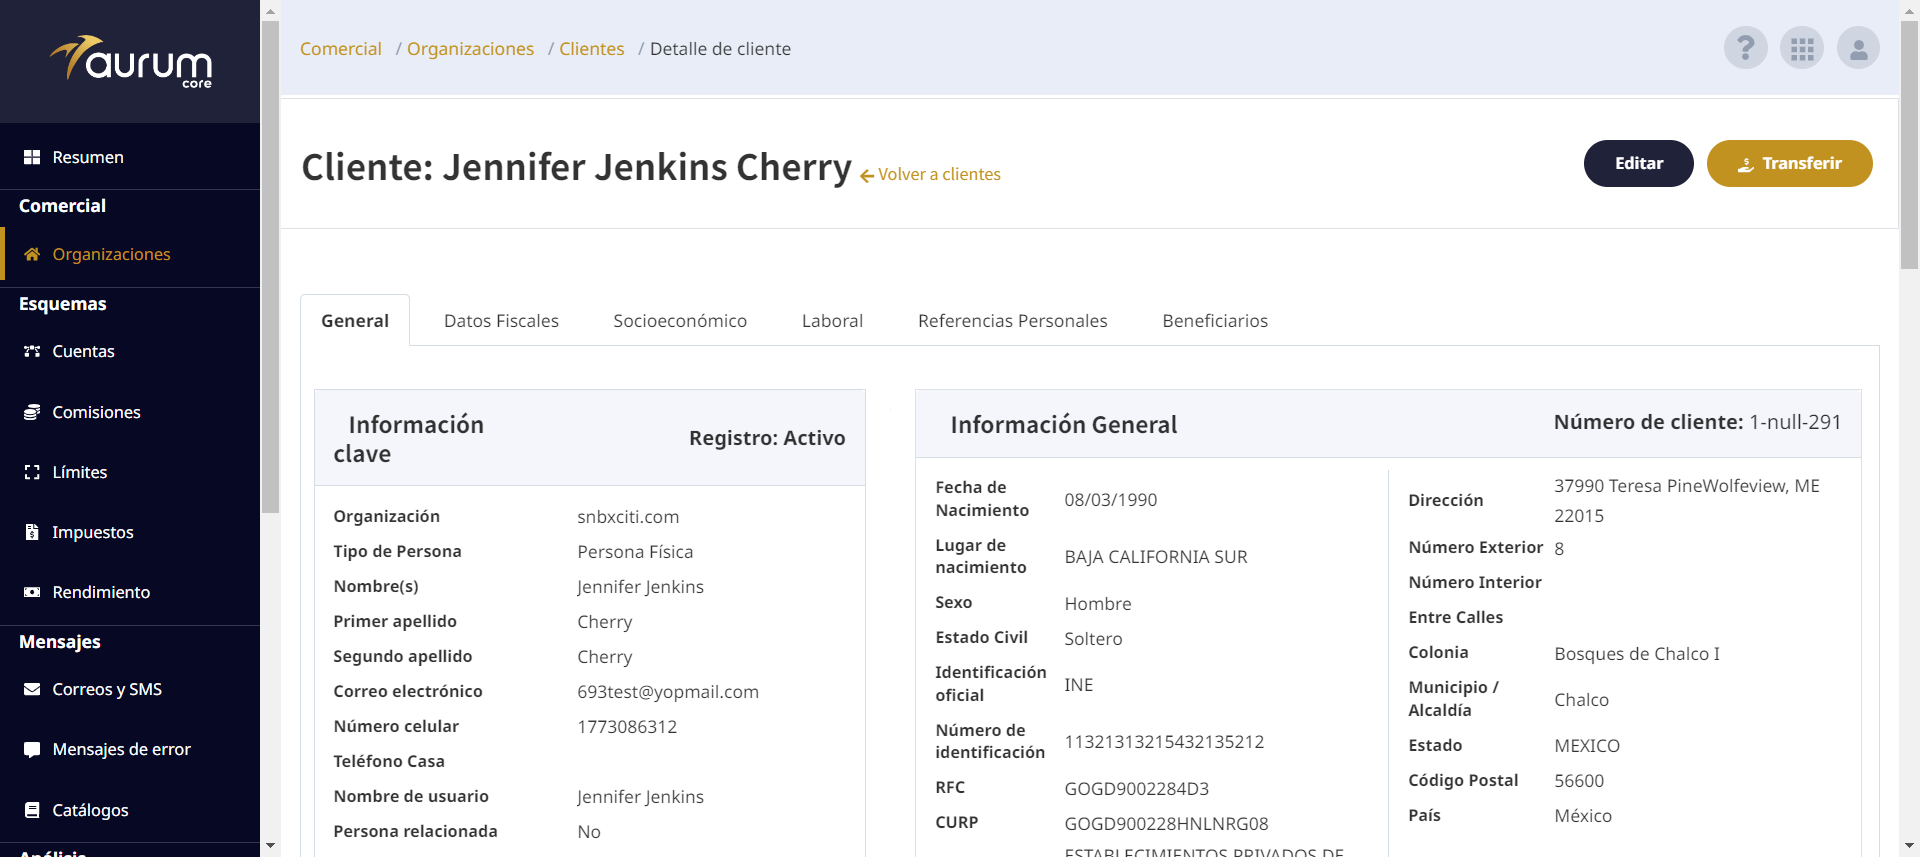 aurum
core
Resumen
Comercial
Organizaciones
Esquemas
Cuentas
Comisiones
Límites
Impuestos
Rendimiento
Mensajes
Correos y SMS
Mensajes de error
Catálogos
Análisis
Comercial / Organizaciones / Clientes / Detalle de cliente
?
Cliente: Jennifer Jenkins Cherry
Volver a clientes
Editar
Transferir
General
Datos Fiscales
Socioeconómico
Laboral
Referencias Personales
Beneficiarios
Información
clave
Registro: Activo
Organización snbxciti.com
Tipo de Persona Persona Física
Nombre(s) Jennifer Jenkins
Primer apellido Cherry
Segundo apellido Cherry
Correo electrónico 693test@yopmail.com
Número celular 1773086312
Teléfono Casa
Nombre de usuario Jennifer Jenkins
Persona relacionada No
Información General
Número de cliente: 1-null-291
Fecha de
Nacimiento
08/03/1990
Lugar de
nacimiento
BAJA CALIFORNIA SUR
Sexo Hombre
Estado Civil Soltero
Identificación
oficial
INE
Número de
identificación
11321313215432135212
RFC GOGD9002284D3
CURP GOGD900228HNLNRG08
ESTABLECIMIENTOS PRIVADOS DE
Dirección
37990 Teresa PineWolfeview, ME
22015
Número Exterior 8
Número Interior
Entre Calles
Colonia Bosques de Chalco I
Municipio /
Alcaldía
Chalco
Estado MEXICO
Código Postal 56600
País México